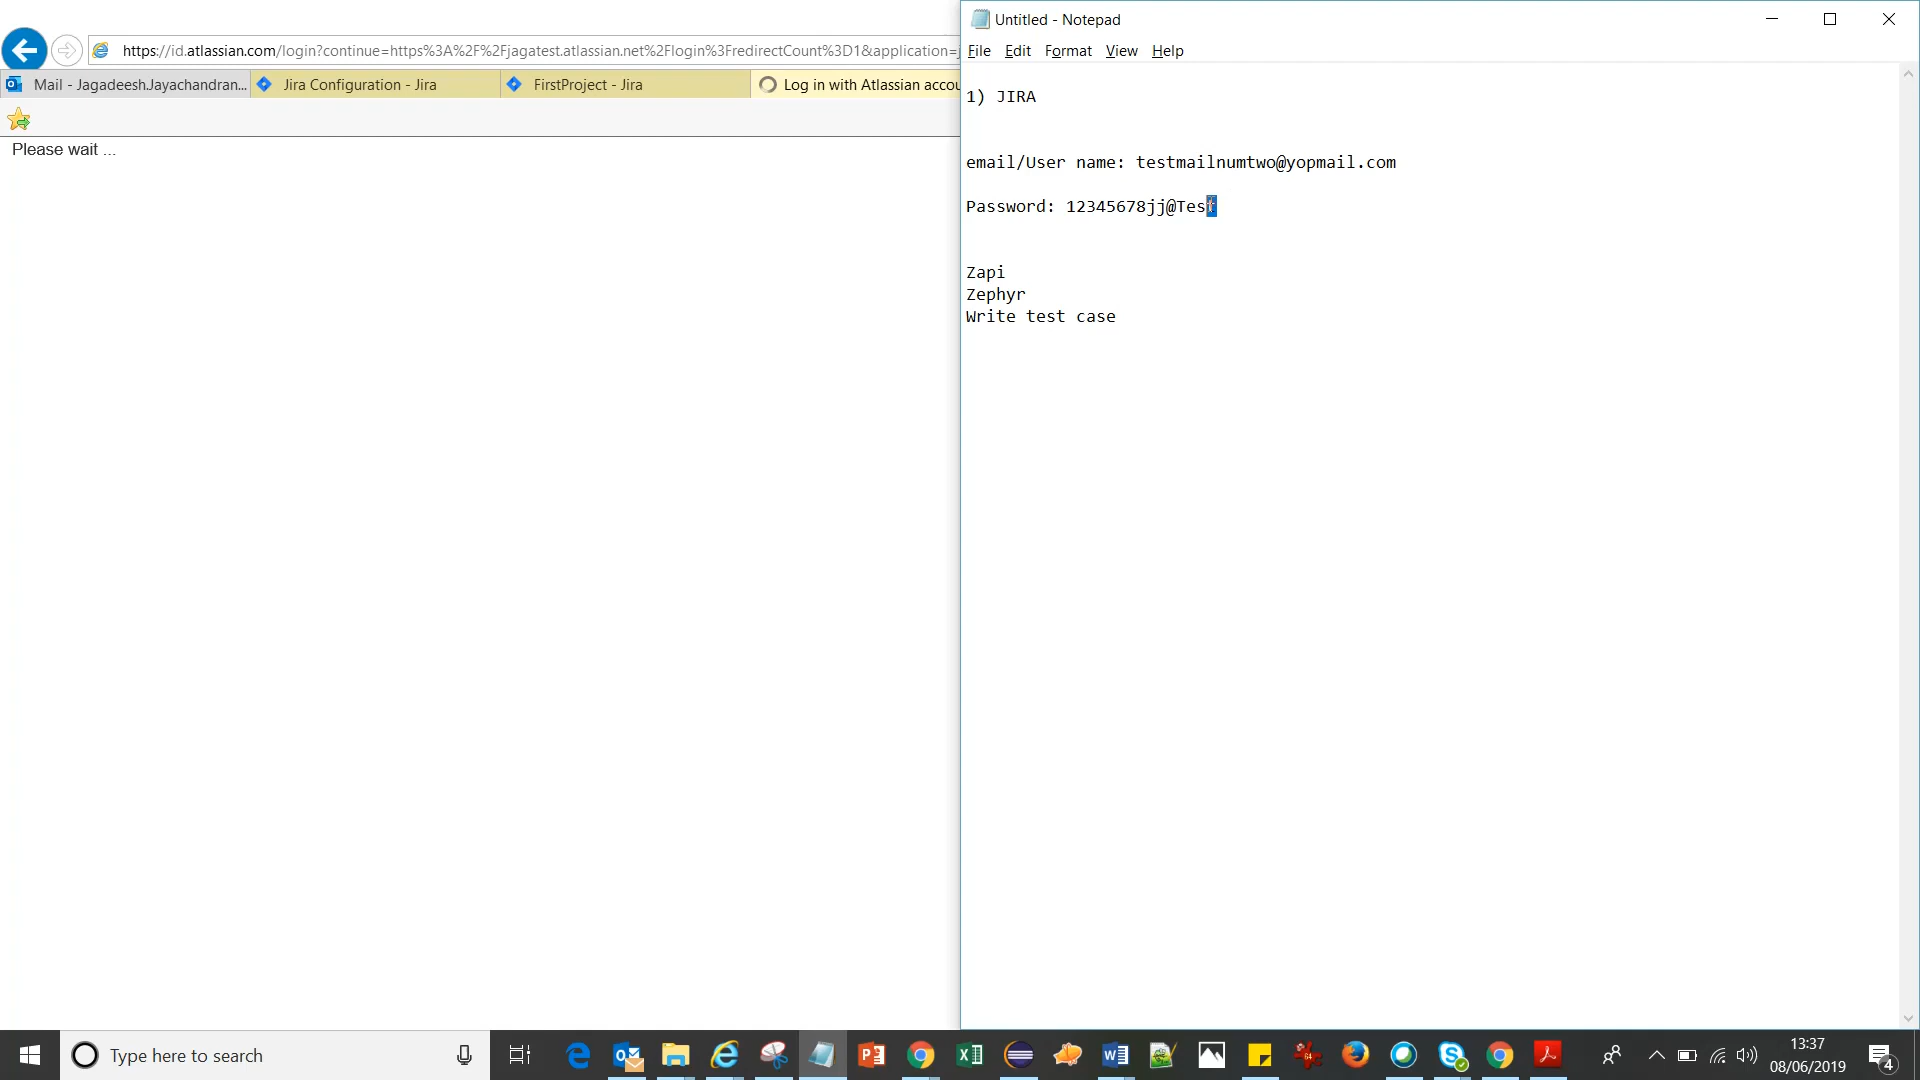 https://id.atlassian.com/login?continue=https%3A%2F%2Fjagatest.atlassian.net%2Flogin%3FredirectCount%3D1&application=j
Mail - Jagadeesh.Jayachandran...
Jira Configuration - Jira
FirstProject - Jira
Log in with Atlassian accou
Please wait ...
Untitled - Notepad
File Edit Format View Help
1) JIRA
email/User name: testmailnumtwo@yopmail.com
Password: 12345678jj@Test
Zapi
Zephyr
Write test case
Type here to search
64
13:37
08/06/2019
4